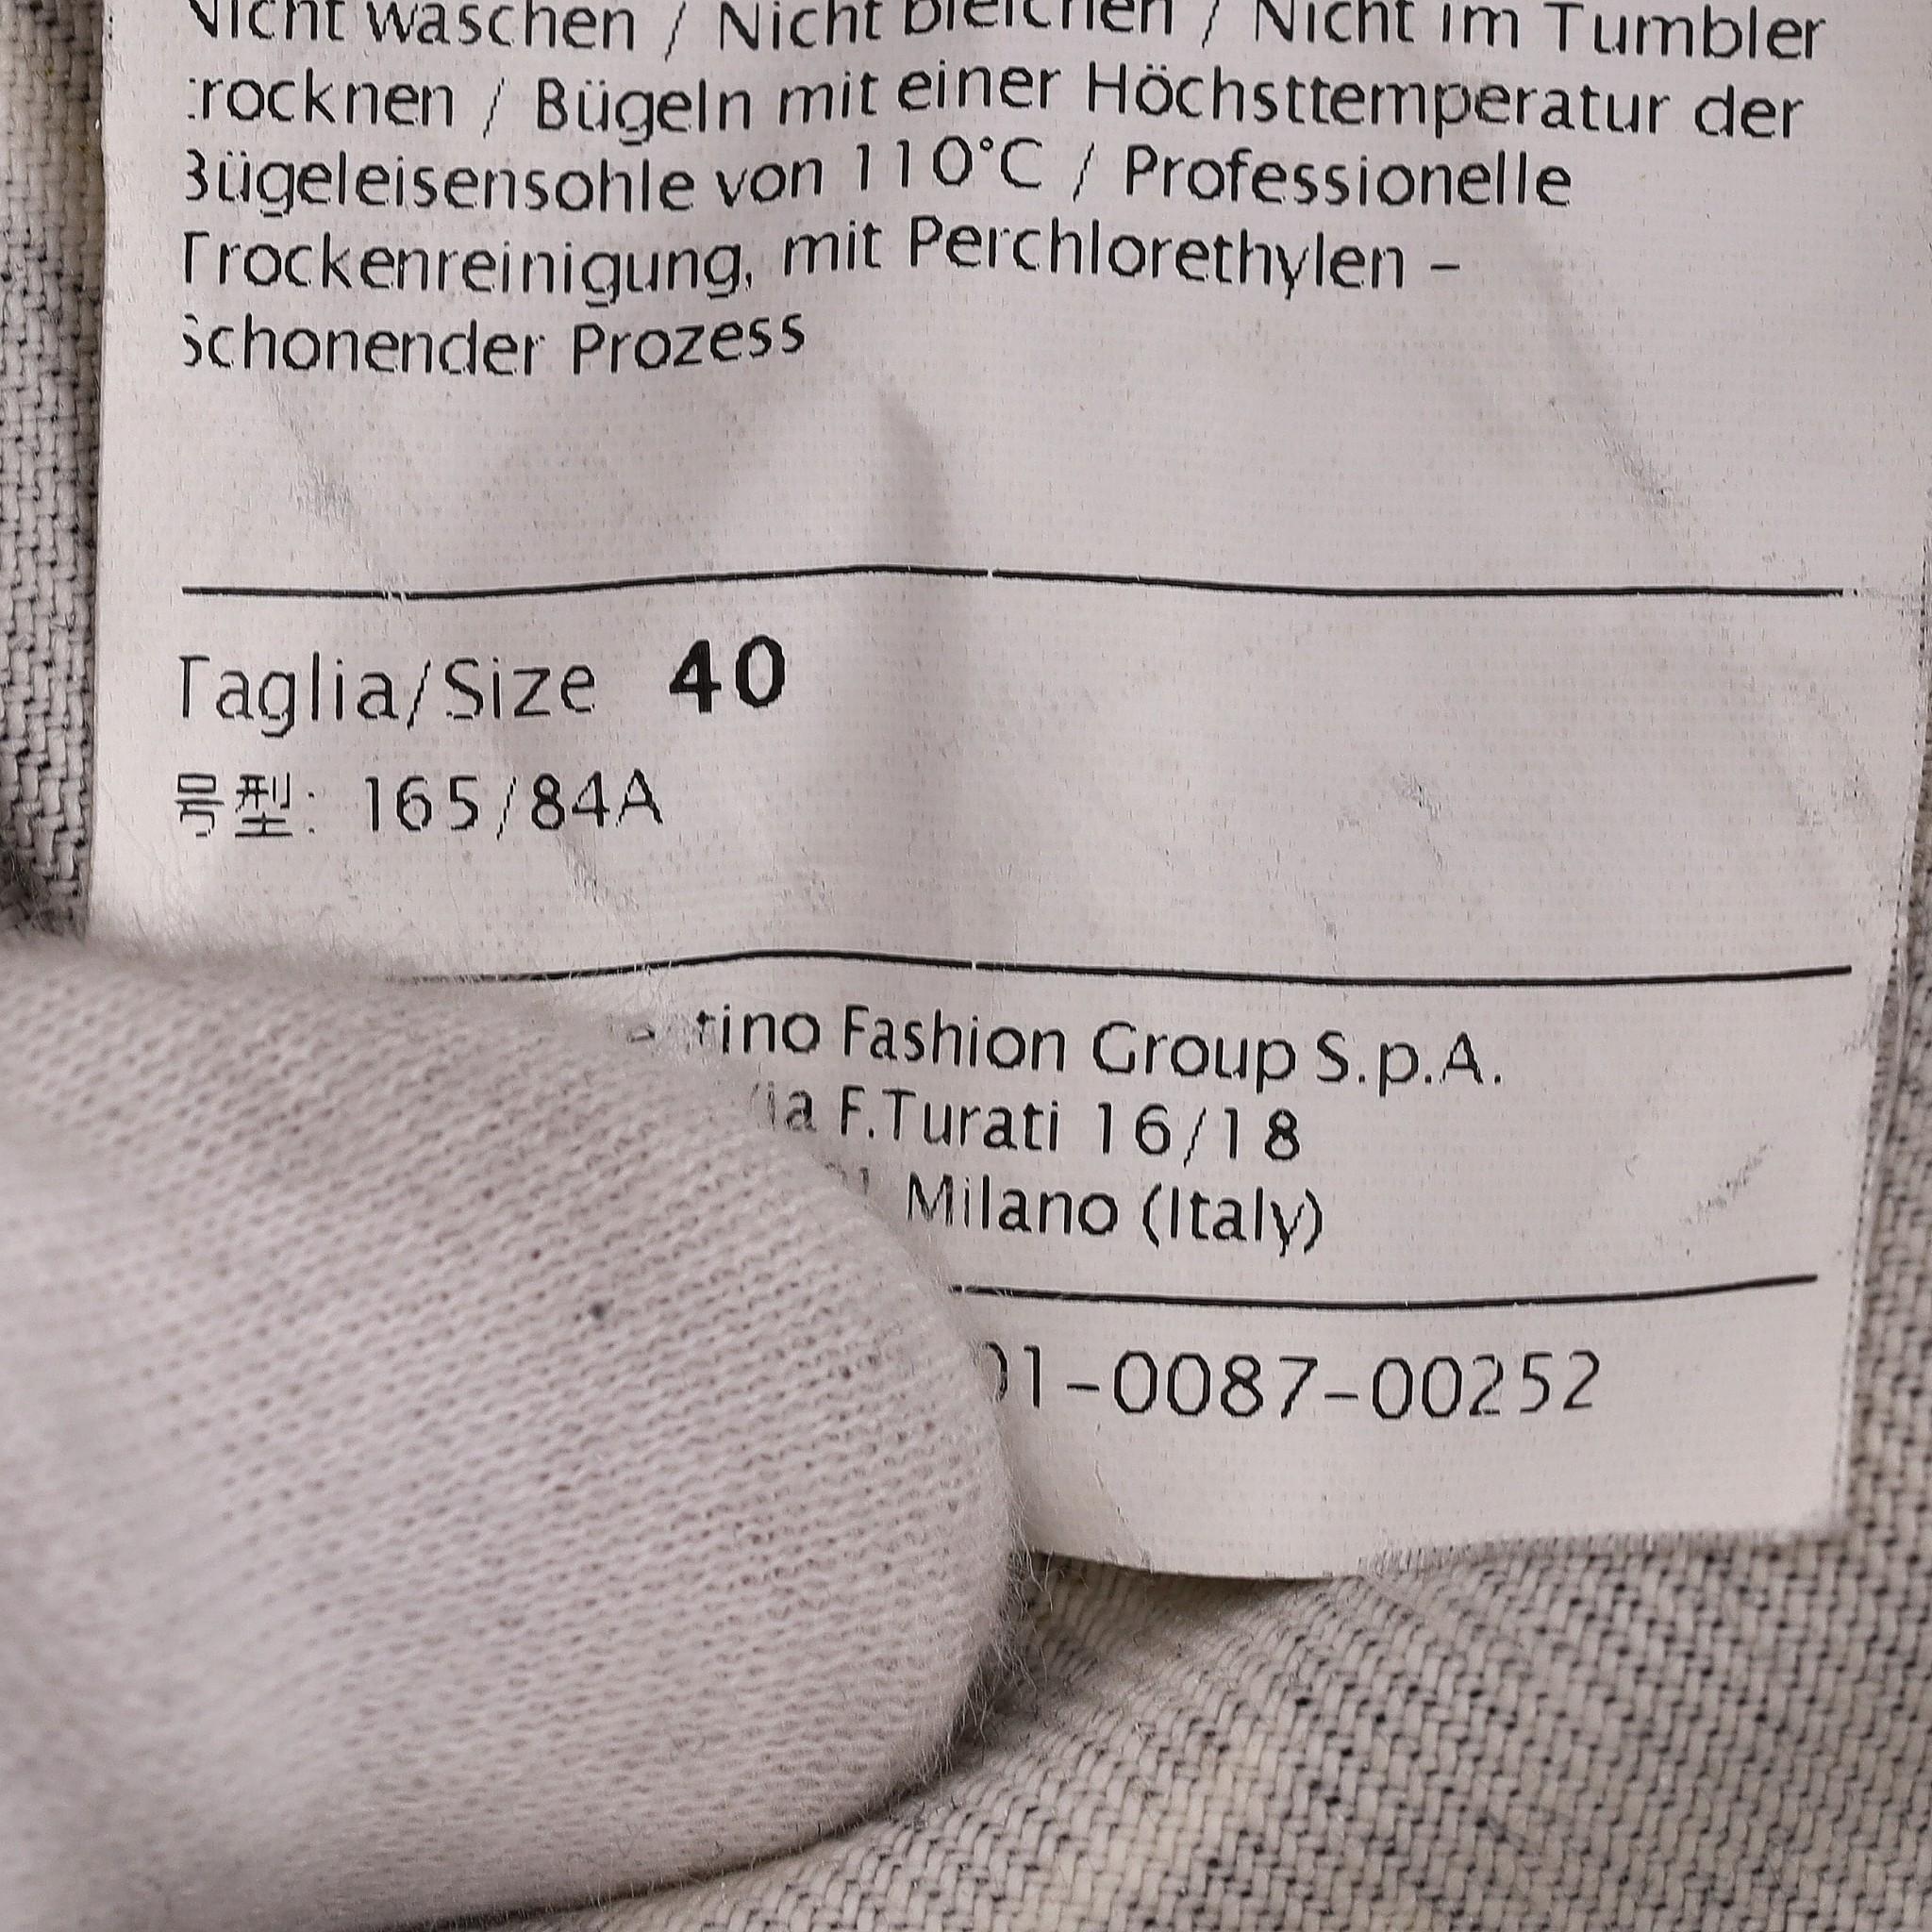 Nicht waschen / Nicht bleichen / Nicht im Tumbler
trocknen / Bügeln mit einer Höchsttemperatur der
Bügeleisensohle von 110°C / Professionelle
Trockenreinigung, mit Perchlorethylen –
Schonender Prozess
Taglia/Size 40
号型: 165/84A
Fashion Group S.p.A.
Via F.Turati 16/18
Milano (Italy)
01-0087-00252